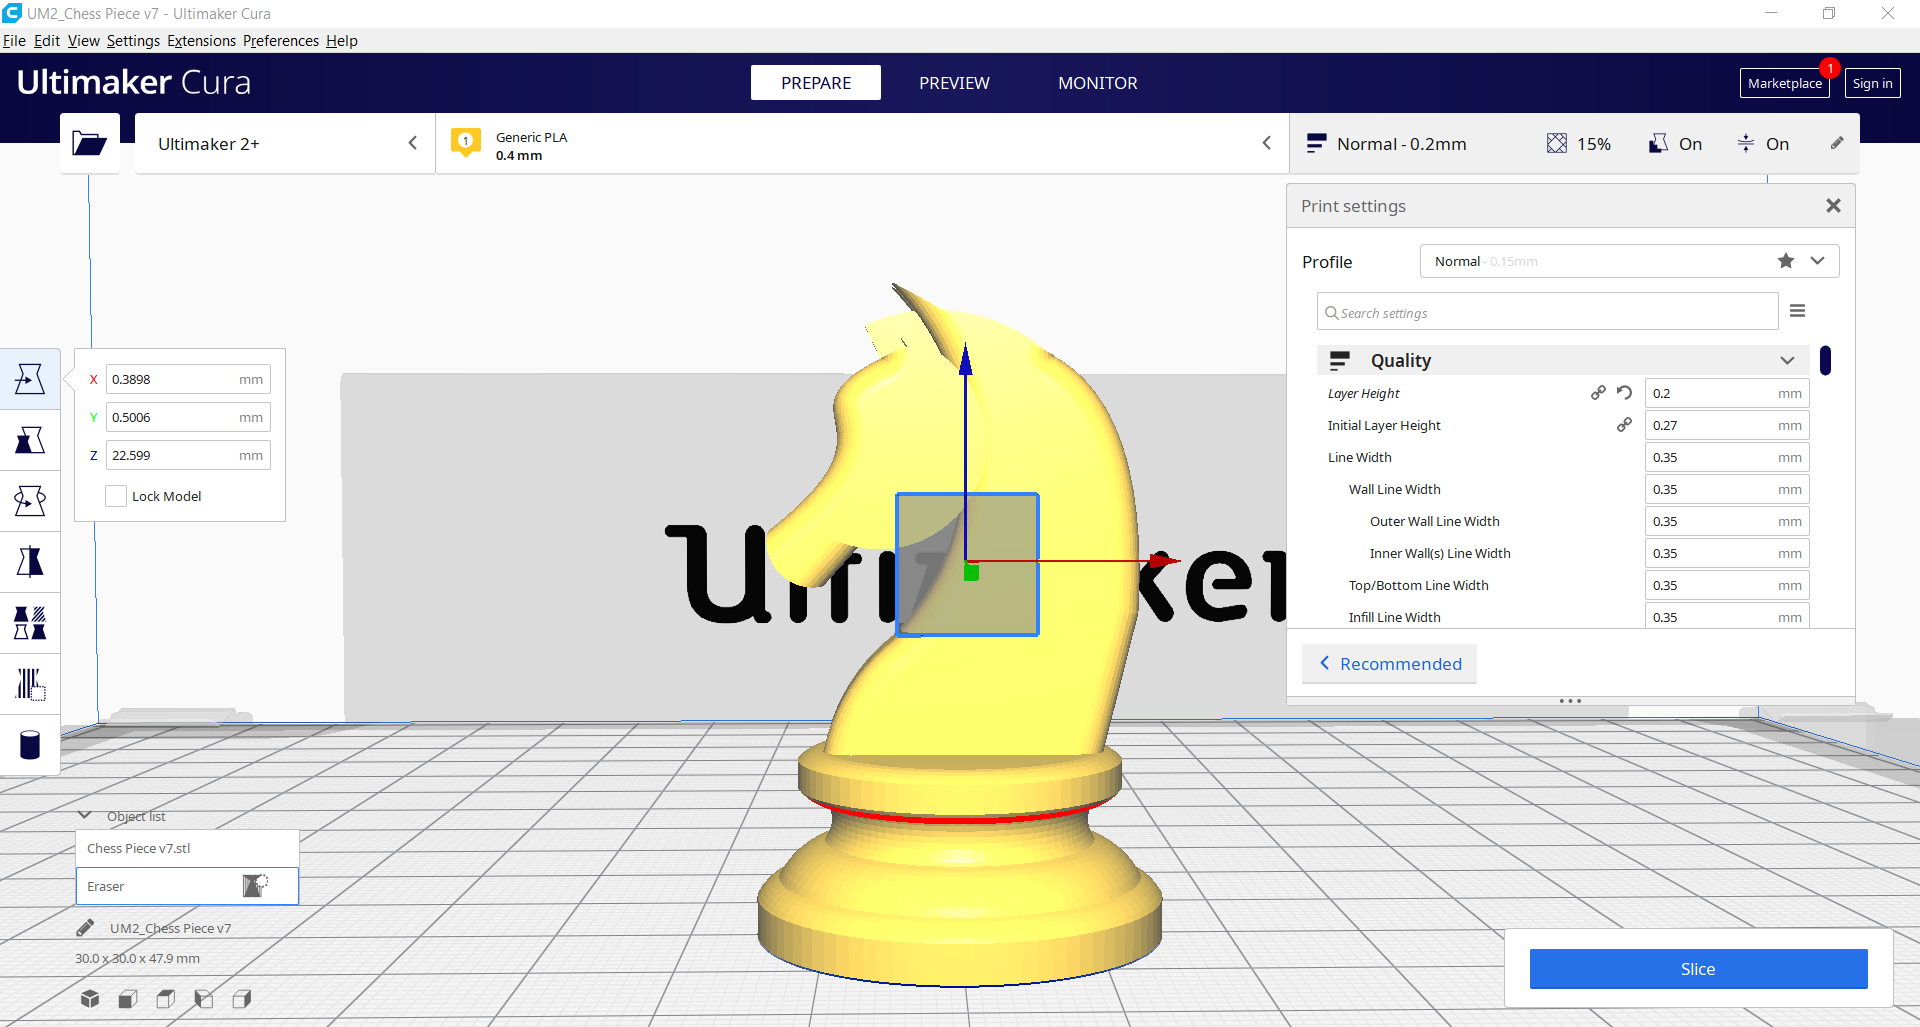 UM2_Chess Piece v7 - Ultimaker Cura
File Edit View Settings Extensions Preferences Help
Ultimaker Cura
PREPARE
PREVIEW
MONITOR
Marketplace
1
Sign in
Ultimaker 2+
1
Generic PLA
0.4 mm
Normal - 0.2mm
15%
On
On
Print settings
Profile
Normal - 0.15mm
Search settings
Quality
Layer Height 0.2 mm
Initial Layer Height 0.27 mm
Line Width 0.35 mm
Wall Line Width 0.35 mm
Outer Wall Line Width 0.35 mm
Inner Wall(s) Line Width 0.35 mm
Top/Bottom Line Width 0.35 mm
Infill Line Width 0.35 mm
Recommended
X 0.3898 mm
Y 0.5006 mm
Z 22.599 mm
Lock Model
Object list
Chess Piece v7.stl
Eraser
UM2_Chess Piece v7
30.0 x 30.0 x 47.9 mm
Slice